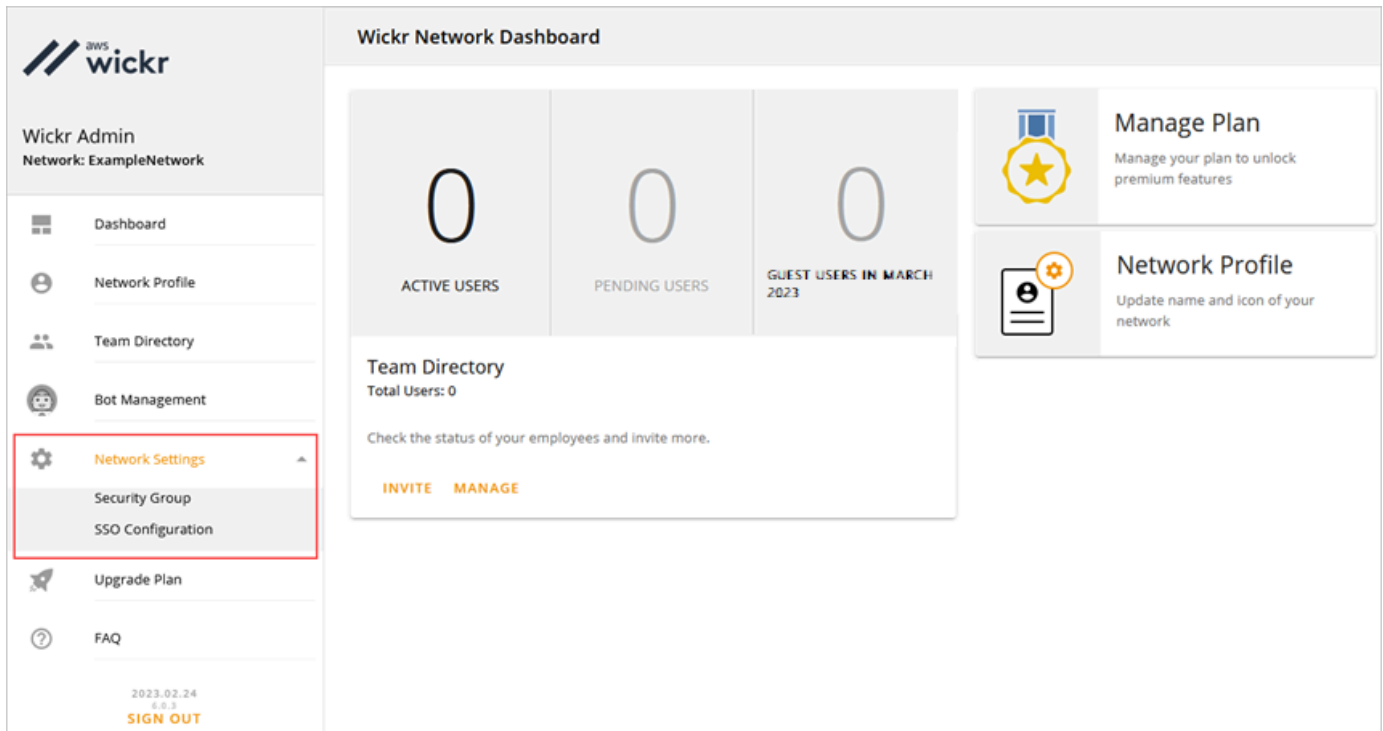 aws
wickr
Wickr Admin
Network: ExampleNetwork
Dashboard
Network Profile
Team Directory
Bot Management
Network Settings
Security Group
SSO Configuration
Upgrade Plan
FAQ
2023.02.24
6.0.3
SIGN OUT
Wickr Network Dashboard
0
ACTIVE USERS
0
PENDING USERS
0
GUEST USERS IN MARCH
2023
Team Directory
Total Users: 0
Check the status of your employees and invite more.
INVITE MANAGE
Manage Plan
Manage your plan to unlock
premium features
Network Profile
Update name and icon of your
network